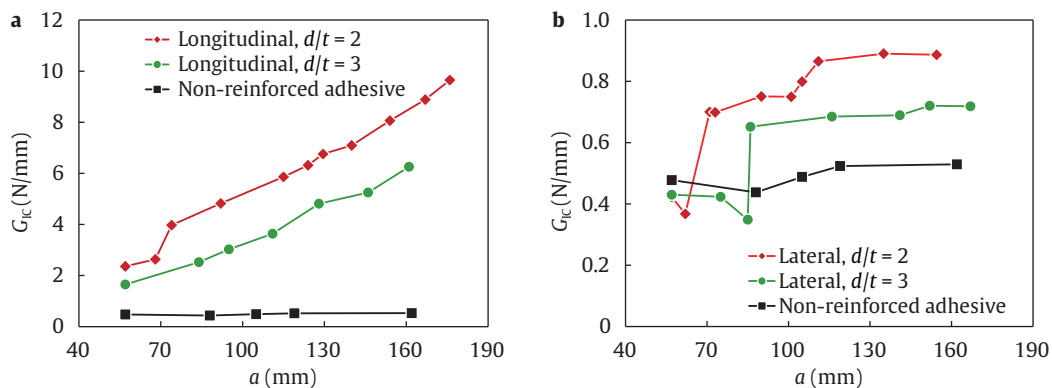 a
12
10
8
6
4
2
0
G_IC (N/mm)
Longitudinal, d/t = 2
Longitudinal, d/t = 3
Non-reinforced adhesive
40 70 100 130 160 190
a (mm)
b
1.0
0.8
0.6
0.4
0.2
0
G_IC (N/mm)
Lateral, d/t = 2
Lateral, d/t = 3
Non-reinforced adhesive
40 70 100 130 160 190
a (mm)